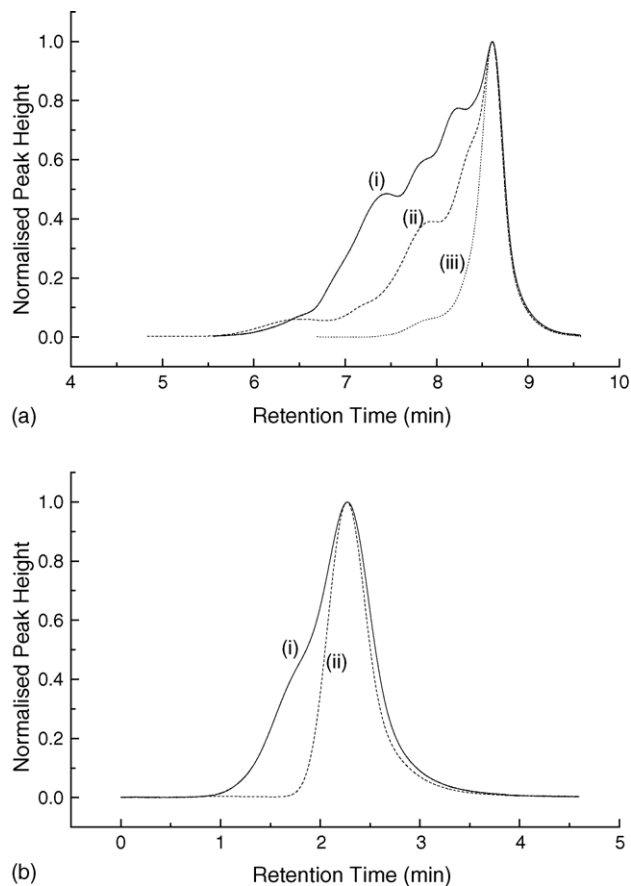 Normalised Peak Height
1.0
0.8
0.6
0.4
0.2
0.0
(i)
(ii)
(iii)
4 5 6 7 8 9 10
(a)
Retention Time (min)
Normalised Peak Height
1.0
0.8
0.6
0.4
0.2
0.0
(i)
(ii)
0 1 2 3 4 5
(b)
Retention Time (min)